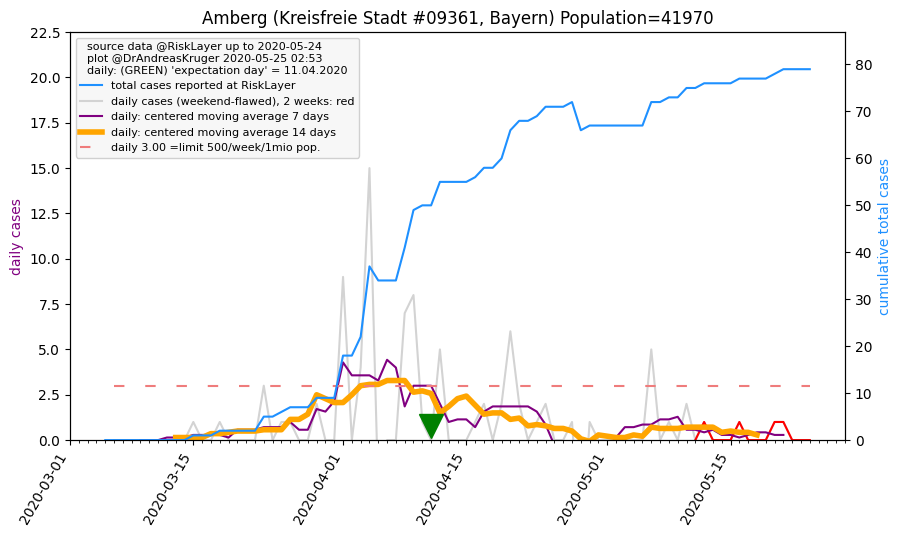 Amberg (Kreisfreie Stadt #09361, Bayern) Population=41970
source data @RiskLayer up to 2020-05-24
plot @DrAndreasKruger 2020-05-25 02:53
daily: (GREEN) 'expectation day' = 11.04.2020
total cases reported at RiskLayer
daily cases (weekend-flawed), 2 weeks: red
daily: centered moving average 7 days
daily: centered moving average 14 days
daily 3.00 =limit 500/week/1mio pop.
daily cases
22.5
20.0
17.5
15.0
12.5
10.0
7.5
5.0
2.5
0.0
cumulative total cases
80
70
60
50
40
30
20
10
0
2020-03-01
2020-03-15
2020-04-01
2020-04-15
2020-05-01
2020-05-15